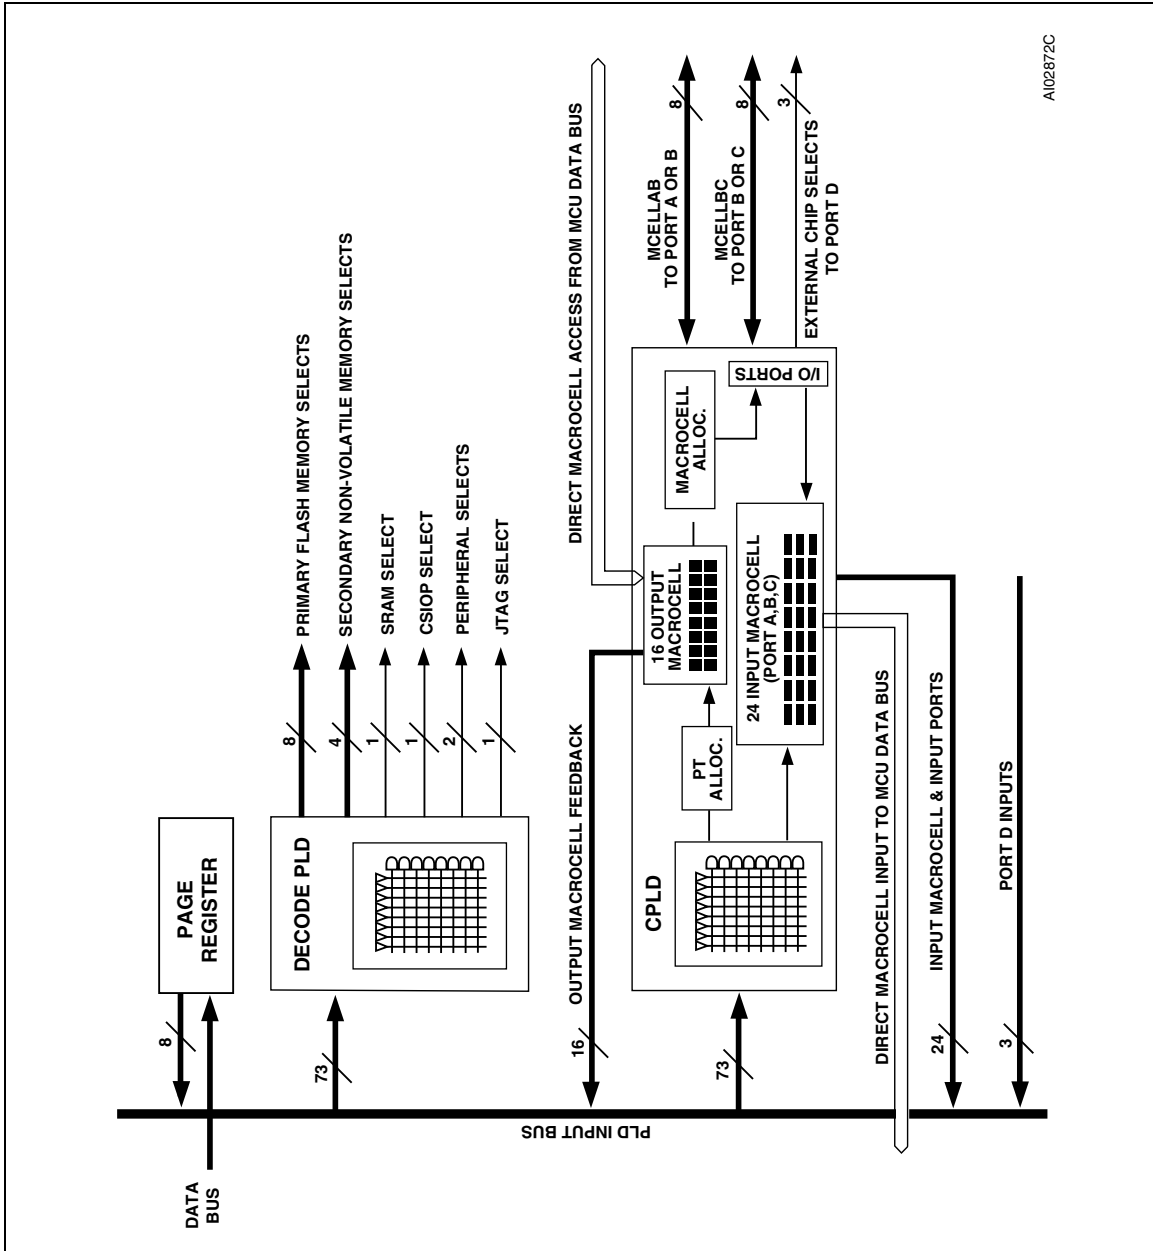 DATA
BUS
8
PAGE
REGISTER
73
DECODE PLD
8
PRIMARY FLASH MEMORY SELECTS
4
SECONDARY NON-VOLATILE MEMORY SELECTS
1
SRAM SELECT
1
CSIOP SELECT
2
PERIPHERAL SELECTS
1
JTAG SELECT
PLD INPUT BUS
16
OUTPUT MACROCELL FEEDBACK
DIRECT MACROCELL ACCESS FROM MCU DATA BUS
73
CPLD
PT
ALLOC.
16 OUTPUT
MACROCELL
MACROCELL
ALLOC.
I/O PORTS
24 INPUT MACROCELL
(PORT A,B,C)
MCELLAB
TO PORT A OR B
8
MCELLBC
TO PORT B OR C
8
EXTERNAL CHIP SELECTS
TO PORT D
3
DIRECT MACROCELL INPUT TO MCU DATA BUS
24
INPUT MACROCELL & INPUT PORTS
3
PORT D INPUTS
AI02872C